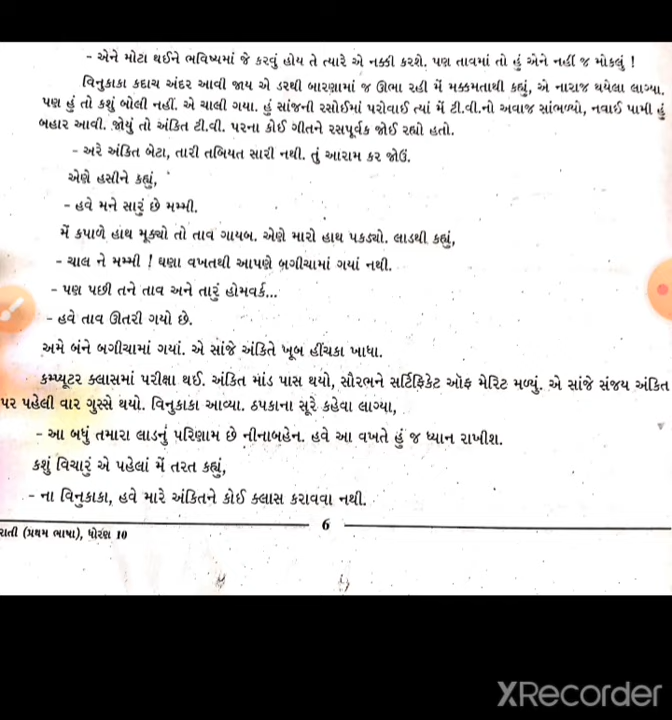 - એને મોટા થઈને ભવિષ્યમાં જે કરવું હોય તે ત્યારે એ નક્કી કરશે. પણ તાવમાં તો હું એને નહીં જ મોકલું !
વિનુકાકા કદાચ અંદર આવી જાય એ ડરથી બારણામાં જ ઊભા રહી મેં મક્કમતાથી કહ્યું, એ નારાજ થયેલા લાગ્યા.
પણ હું તો કશું બોલી નહીં. એ ચાલી ગયા. હું સાંજની રસોઈમાં પરોવાઈ ત્યાં મેં ટી.વી.નો અવાજ સાંભળ્યો, નવાઈ પામી હું
બહાર આવી. જોયું તો અંકિત ટી.વી. પરના કોઈ ગીતને રસપૂર્વક જોઈ રહ્યો હતો.
- અરે અંકિત બેટા, તારી તબિયત સારી નથી. તું આરામ કર જોઉં.
એણે હસીને કહ્યું,
- હવે મને સારું છે મમ્મી.
મેં કપાળે હાથ મૂક્યો તો તાવ ગાયબ. એણે મારો હાથ પકડ્યો. લાડથી કહ્યું,
- ચાલ ને મમ્મી ! ઘણા વખતથી આપણે બગીચામાં ગયાં નથી.
- પણ પછી તને તાવ અને તારું હોમવર્ક...
- હવે તાવ ઊતરી ગયો છે.
અમે બંને બગીચામાં ગયાં. એ સાંજે અંકિતે ખૂબ હીંચકા ખાધા.
કમ્પ્યૂટર ક્લાસમાં પરીક્ષા થઈ. અંકિત માંડ પાસ થયો, સૌરભને સર્ટિફિકેટ ઑફ મેરિટ મળ્યું. એ સાંજે સંજય અંકિત
પર પહેલી વાર ગુસ્સે થયો. વિનુકાકા આવ્યા. ઠપકાના સૂરે કહેવા લાગ્યા,
- આ બધું તમારા લાડનું પરિણામ છે નીનાબહેન. હવે આ વખતે હું જ ધ્યાન રાખીશ.
કશું વિચારું એ પહેલાં મેં તરત કહ્યું,
- ના વિનુકાકા, હવે મારે અંકિતને કોઈ ક્લાસ કરાવવા નથી.
6
રાતી (પ્રથમ ભાષા), ધોરણ 10
XRecorder